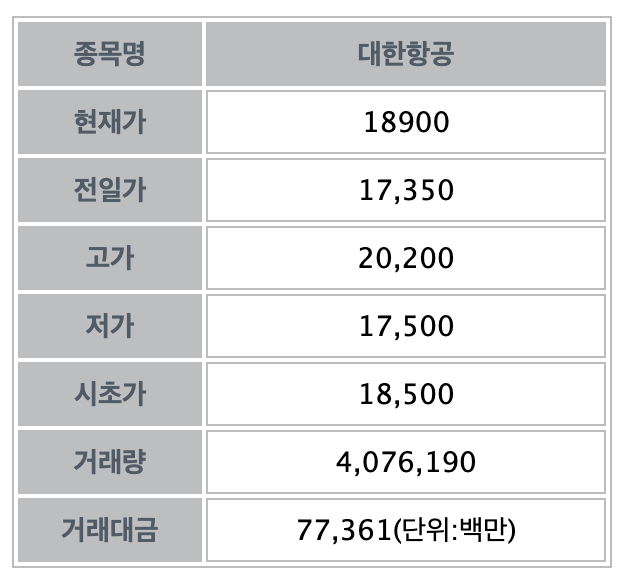 종목명 대한항공
현재가 18900
전일가 17,350
고가 20,200
저가 17,500
시초가 18,500
거래량 4,076,190
거래대금 77,361(단위:백만)